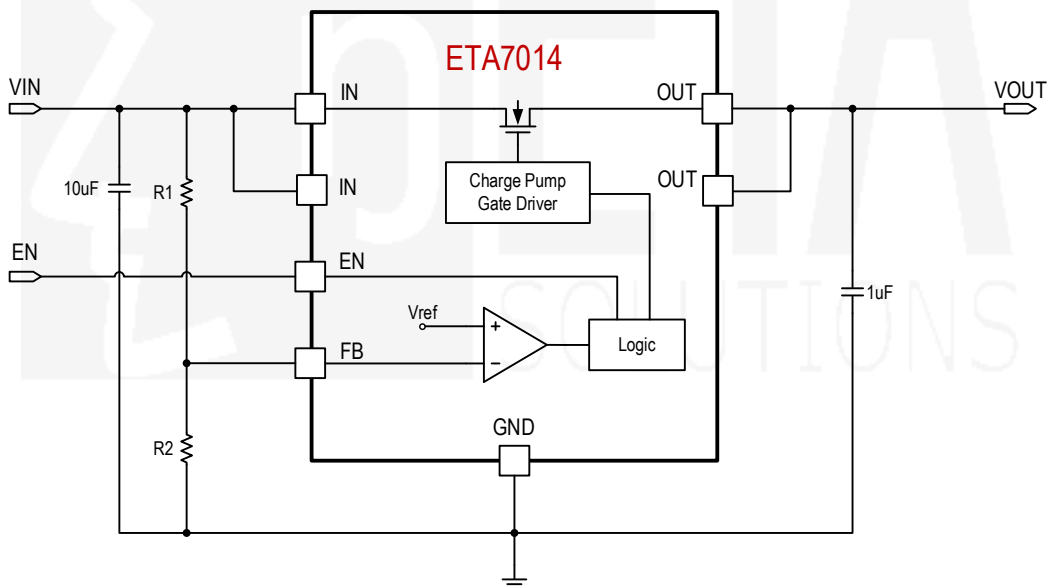 ETA7014
VIN
IN
OUT
VOUT
10uF
R1
IN
Charge Pump
Gate Driver
OUT
EN
EN
1uF
Vref
+
−
Logic
FB
R2
GND
SOLUTIONS